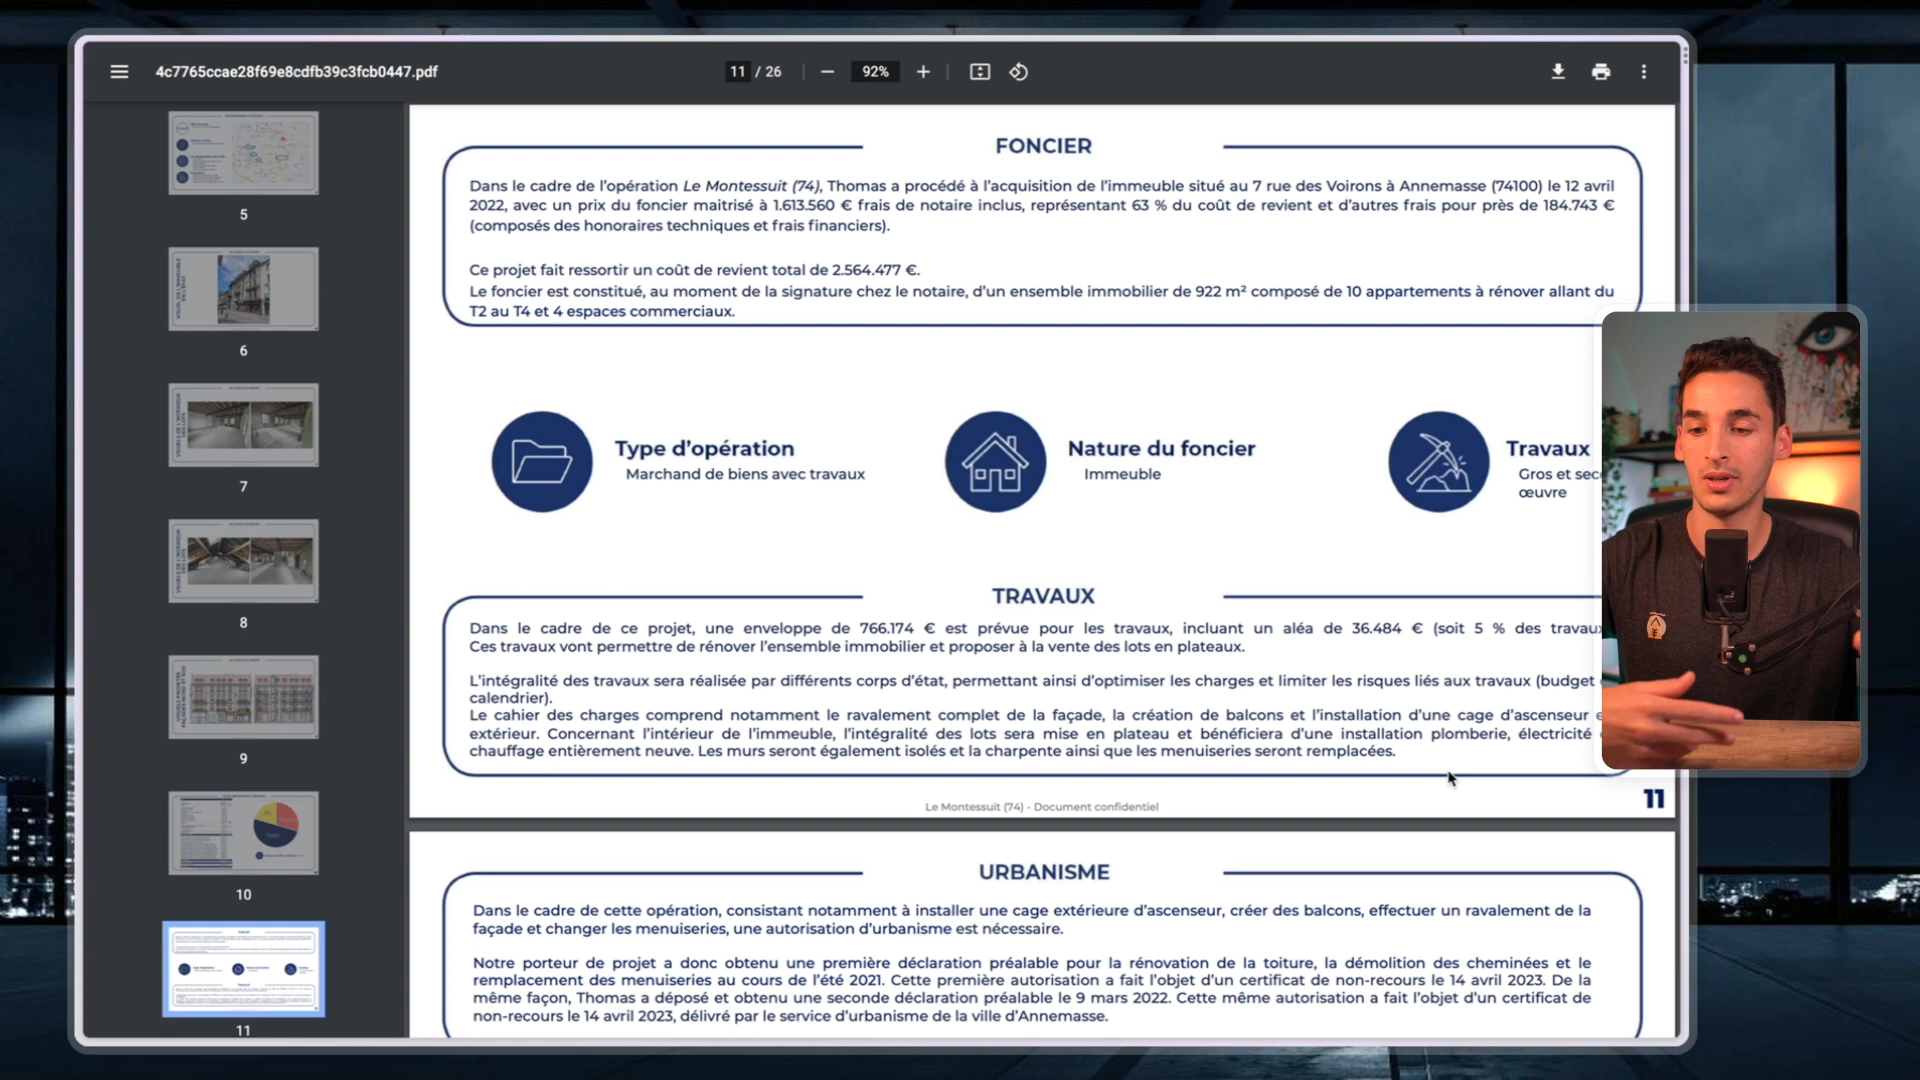 4c7765ccae28f69e8cdfb39c3fcb0447.pdf
11 / 26
92%
5
6
7
8
9
10
11
FONCIER
Dans le cadre de l'opération Le Montessuit (74), Thomas a procédé à l'acquisition de l'immeuble situé au 7 rue des Voirons à Annemasse (74100) le 12 avril
2022, avec un prix du foncier maitrisé à 1.613.560 € frais de notaire inclus, représentant 63 % du coût de revient et d'autres frais pour près de 184.743 €
(composés des honoraires techniques et frais financiers).
Ce projet fait ressortir un coût de revient total de 2.564.477 €.
Le foncier est constitué, au moment de la signature chez le notaire, d'un ensemble immobilier de 922 m² composé de 10 appartements à rénover allant du
T2 au T4 et 4 espaces commerciaux.
Type d'opération
Marchand de biens avec travaux
Nature du foncier
Immeuble
Travaux
Gros et sec
œuvre
TRAVAUX
Dans le cadre de ce projet, une enveloppe de 766.174 € est prévue pour les travaux, incluant un aléa de 36.484 € (soit 5 % des travaux
Ces travaux vont permettre de rénover l'ensemble immobilier et proposer à la vente des lots en plateaux.
L'intégralité des travaux sera réalisée par différents corps d'état, permettant ainsi d'optimiser les charges et limiter les risques liés aux travaux (budget
calendrier).
Le cahier des charges comprend notamment le ravalement complet de la façade, la création de balcons et l'installation d'une cage d'ascenseur
extérieur. Concernant l'intérieur de l'immeuble, l'intégralité des lots sera mise en plateau et bénéficiera d'une installation plomberie, électricité
chauffage entièrement neuve. Les murs seront également isolés et la charpente ainsi que les menuiseries seront remplacées.
Le Montessuit (74) - Document confidentiel
11
URBANISME
Dans le cadre de cette opération, consistant notamment à installer une cage extérieure d'ascenseur, créer des balcons, effectuer un ravalement de la
façade et changer les menuiseries, une autorisation d'urbanisme est nécessaire.
Notre porteur de projet a donc obtenu une première déclaration préalable pour la rénovation de la toiture, la démolition des cheminées et le
remplacement des menuiseries au cours de l'été 2021. Cette première autorisation a fait l'objet d'un certificat de non-recours le 14 avril 2023. De la
même façon, Thomas a déposé et obtenu une seconde déclaration préalable le 9 mars 2022. Cette même autorisation a fait l'objet d'un certificat de
non-recours le 14 avril 2023, délivré par le service d'urbanisme de la ville d'Annemasse.